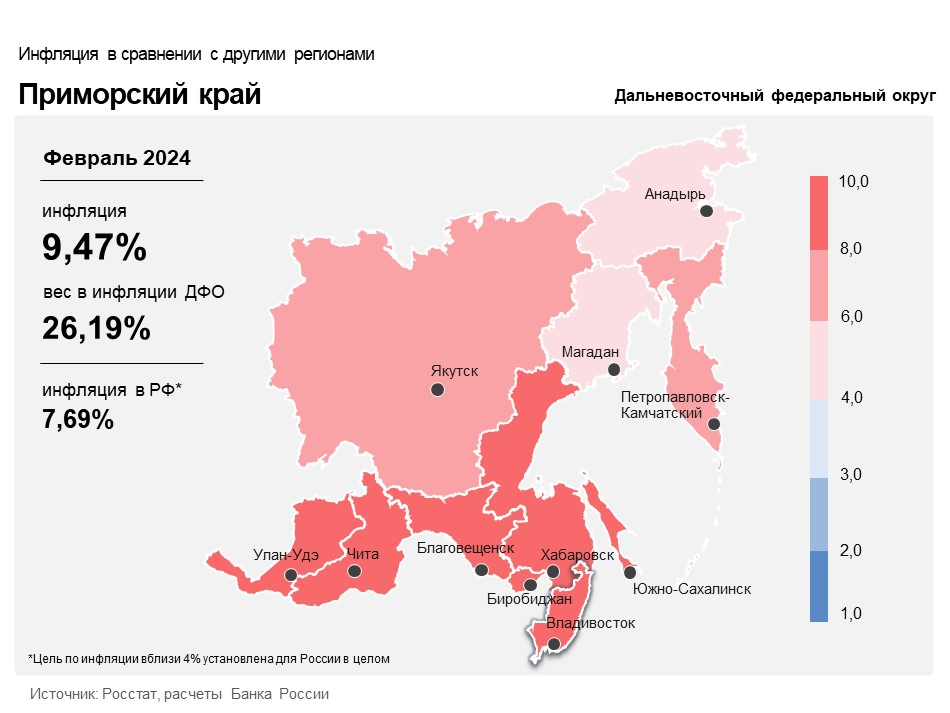 Инфляция в сравнении с другими регионами
Приморский край
Дальневосточный федеральный округ
Февраль 2024
инфляция
9,47%
вес в инфляции ДФО
26,19%
инфляция в РФ*
7,69%
Анадырь
Магадан
Якутск
Петропавловск-
Камчатский
Улан-Удэ
Чита
Благовещенск
Хабаровск
Биробиджан
Южно-Сахалинск
Владивосток
10,0
8,0
6,0
4,0
3,0
2,0
1,0
*Цель по инфляции вблизи 4% установлена для России в целом
Источник: Росстат, расчеты Банка России